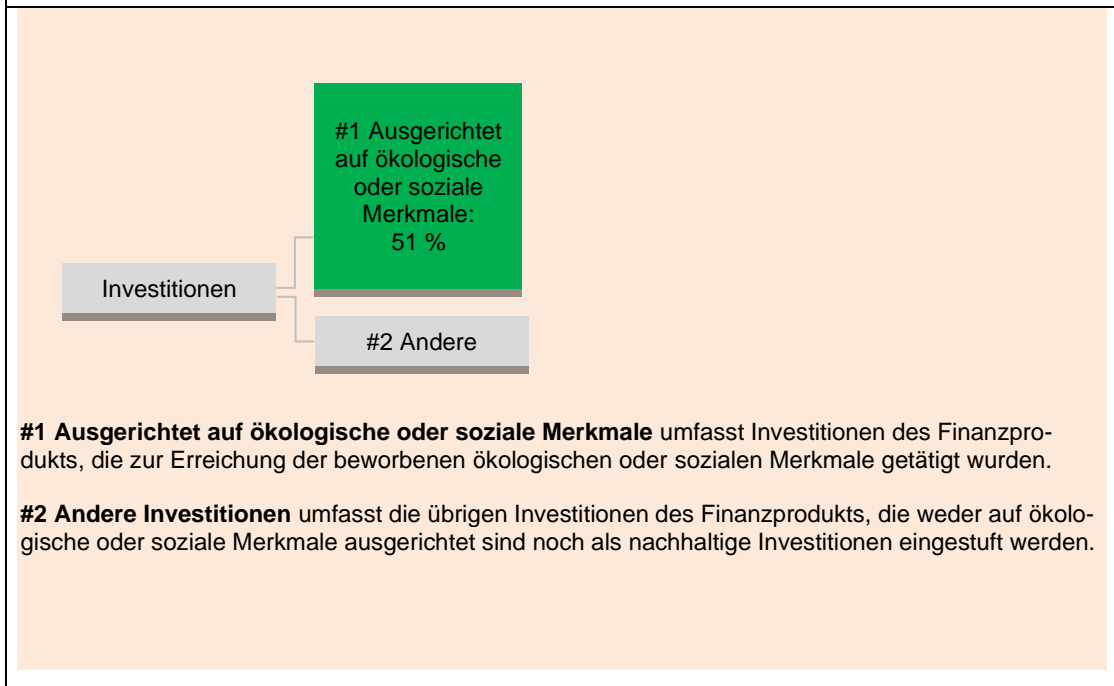 #1 Ausgerichtet
auf ökologische
oder soziale
Merkmale:
51 %
Investitionen
#2 Andere
#1 Ausgerichtet auf ökologische oder soziale Merkmale umfasst Investitionen des Finanzpro-
dukts, die zur Erreichung der beworbenen ökologischen oder sozialen Merkmale getätigt wurden.
#2 Andere Investitionen umfasst die übrigen Investitionen des Finanzprodukts, die weder auf ökolo-
gische oder soziale Merkmale ausgerichtet sind noch als nachhaltige Investitionen eingestuft werden.